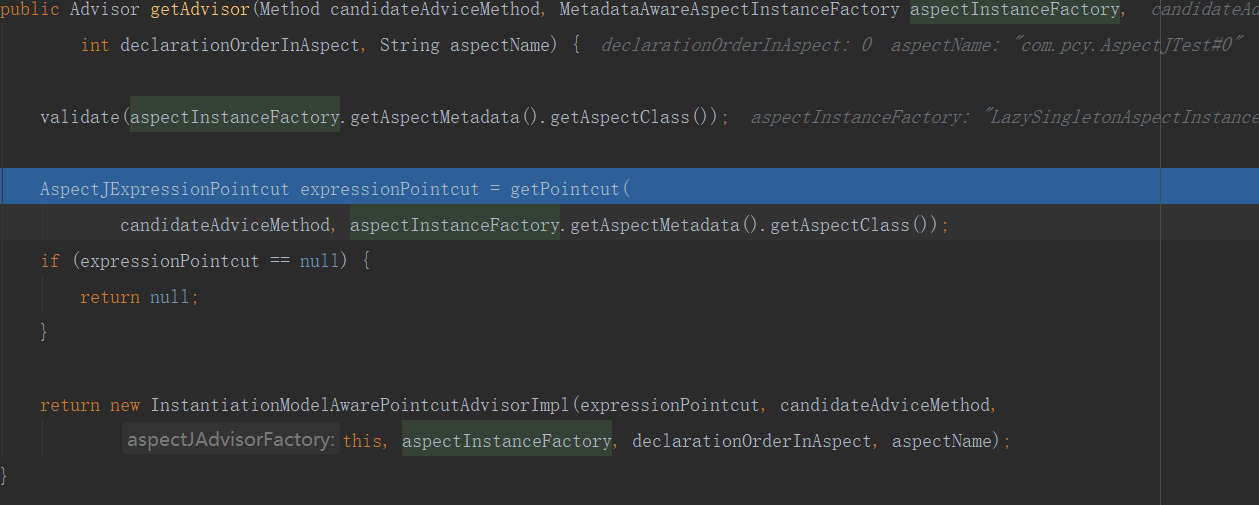 public Advisor getAdvisor(Method candidateAdviceMethod, MetadataAwareAspectInstanceFactory aspectInstanceFactory, candidateAd
int declarationOrderInAspect, String aspectName) { declarationOrderInAspect: 0 aspectName: "com.pcy.AspectJTest#0"
validate(aspectInstanceFactory.getAspectMetadata().getAspectClass()); aspectInstanceFactory: "LazySingletonAspectInstance
AspectJExpressionPointcut expressionPointcut = getPointcut(
candidateAdviceMethod, aspectInstanceFactory.getAspectMetadata().getAspectClass());
if (expressionPointcut == null) {
return null;
}
return new InstantiationModelAwarePointcutAdvisorImpl(expressionPointcut, candidateAdviceMethod,
aspectJAdvisorFactory: this, aspectInstanceFactory, declarationOrderInAspect, aspectName);
}